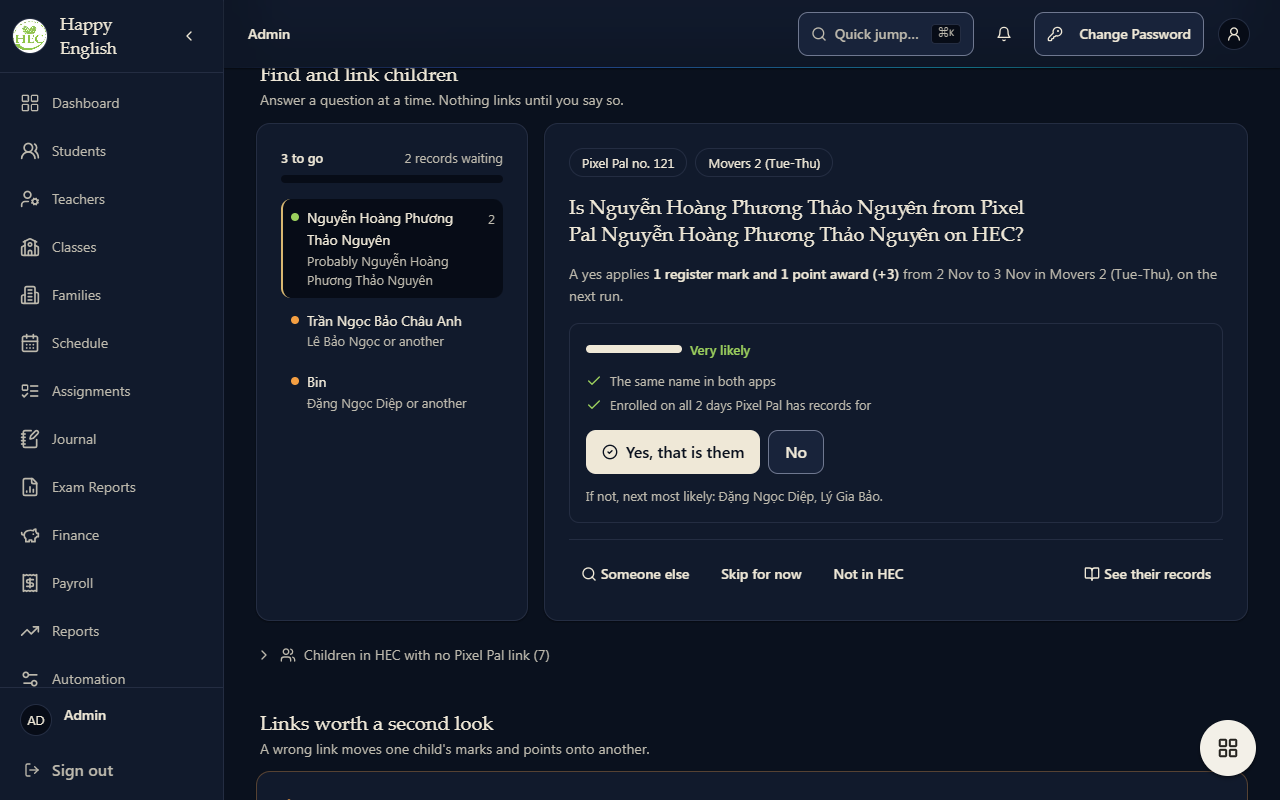 HEC
Happy
English
Dashboard
Students
Teachers
Classes
Families
Schedule
Assignments
Journal
Exam Reports
Finance
Payroll
Reports
Automation
AD
Admin
Sign out
Admin
Quick jump...
⌘K
Change Password
Find and link children
Answer a question at a time. Nothing links until you say so.
3 to go
2 records waiting
Nguyễn Hoàng Phương
Thảo Nguyên
2
Probably Nguyễn Hoàng
Phương Thảo Nguyên
Trần Ngọc Bảo Châu Anh
Lê Bảo Ngọc or another
Bin
Đặng Ngọc Diệp or another
Pixel Pal no. 121
Movers 2 (Tue-Thu)
Is Nguyễn Hoàng Phương Thảo Nguyên from Pixel
Pal Nguyễn Hoàng Phương Thảo Nguyên on HEC?
A yes applies 1 register mark and 1 point award (+3) from 2 Nov to 3 Nov in Movers 2 (Tue-Thu), on the
next run.
Very likely
The same name in both apps
Enrolled on all 2 days Pixel Pal has records for
Yes, that is them
No
If not, next most likely: Đặng Ngọc Diệp, Lý Gia Bảo.
Someone else
Skip for now
Not in HEC
See their records
Children in HEC with no Pixel Pal link (7)
Links worth a second look
A wrong link moves one child's marks and points onto another.